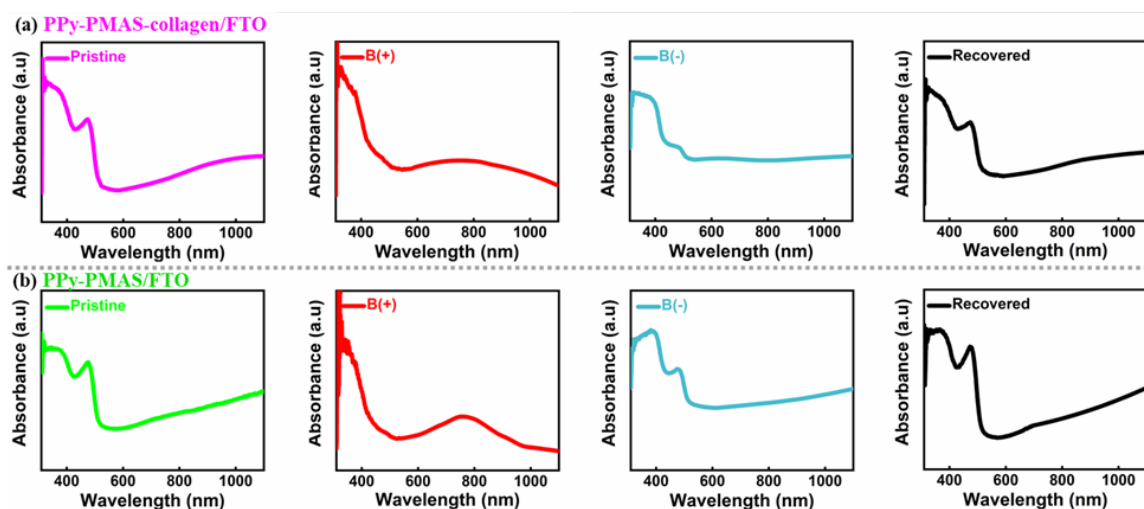 (a) PPy-PMAS-collagen/FTO
Absorbance (a.u)
Pristine
400 600 800 1000
Wavelength (nm)
Absorbance (a.u)
B(+)
400 600 800 1000
Wavelength (nm)
Absorbance (a.u)
B(-)
400 600 800 1000
Wavelength (nm)
Absorbance (a.u)
Recovered
400 600 800 1000
Wavelength (nm)
(b) PPy-PMAS/FTO
Absorbance (a.u)
Pristine
400 600 800 1000
Wavelength (nm)
Absorbance (a.u)
B(+)
400 600 800 1000
Wavelength (nm)
Absorbance (a.u)
B(-)
400 600 800 1000
Wavelength (nm)
Absorbance (a.u)
Recovered
400 600 800 1000
Wavelength (nm)